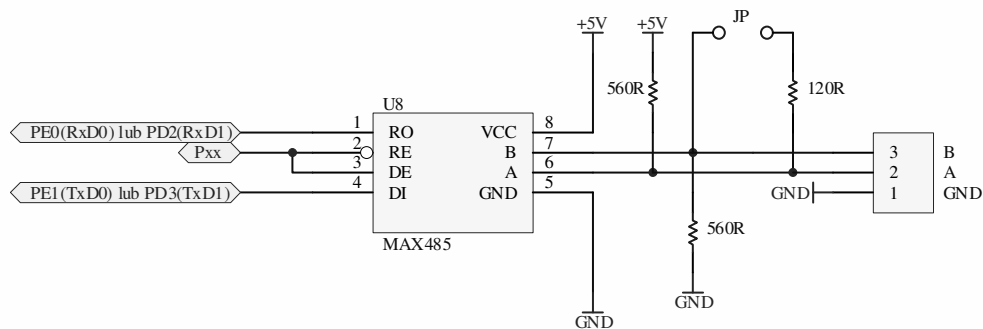 +5V
+5V
JP
560R
120R
U8
PE0(RxD0) lub PD2(RxD1)
1
RO
VCC
8
Pxx
2
RE
B
7
3
B
3
DE
A
6
2
A
PE1(TxD0) lub PD3(TxD1)
4
DI
GND
5
GND
1
GND
MAX485
560R
GND
GND